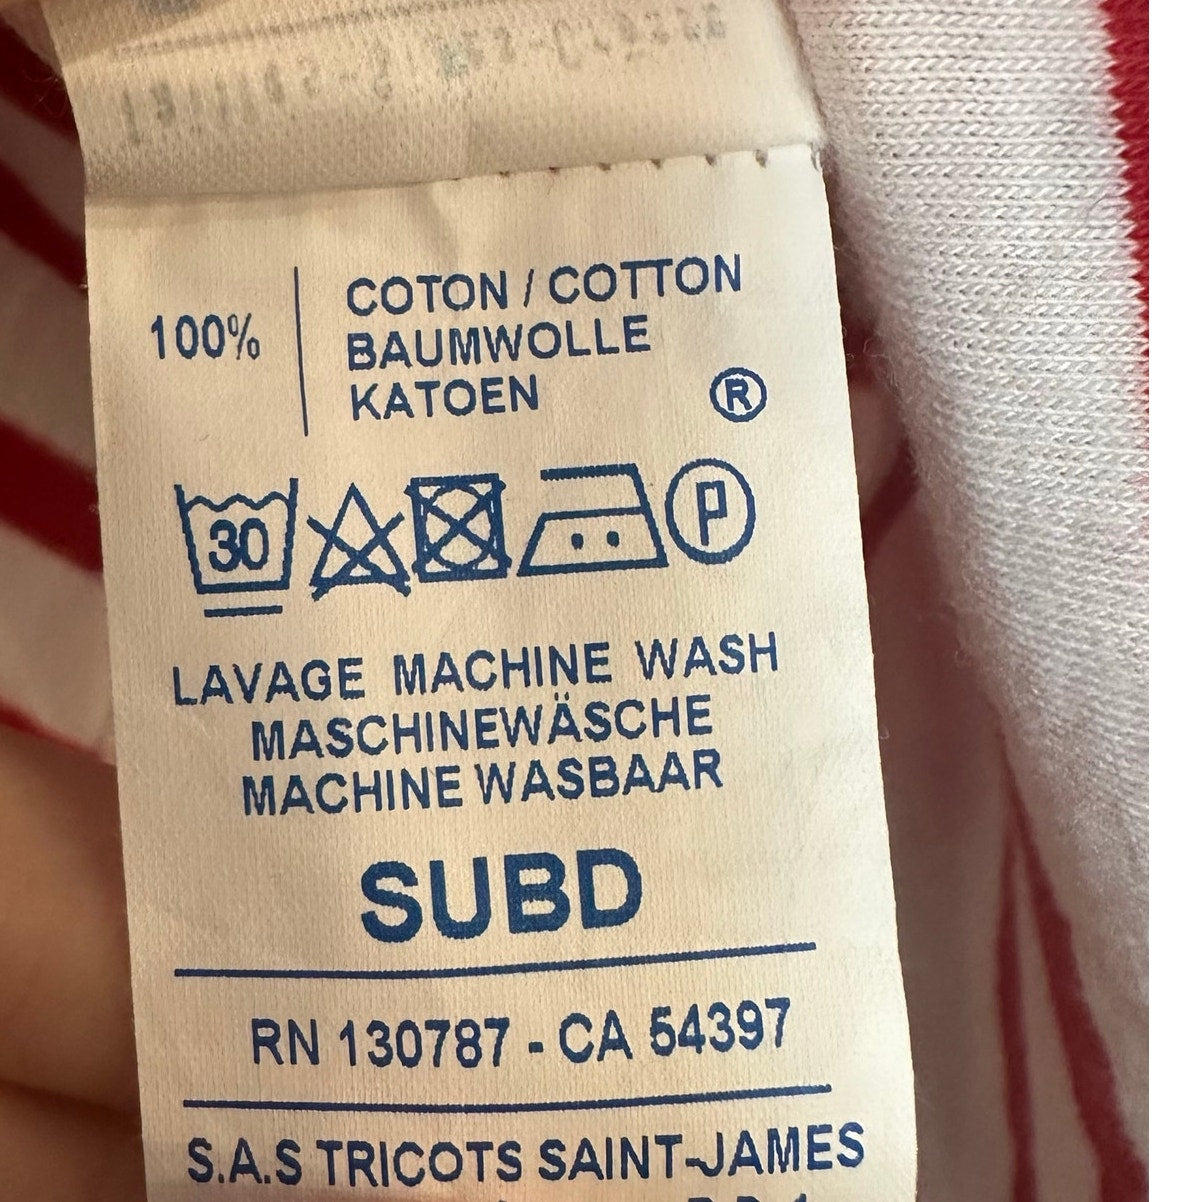 100%
COTON / COTTON
BAUMWOLLE
KATOEN
®
30
P
LAVAGE MACHINE WASH
MASCHINEWÄSCHE
MACHINE WASBAAR
SUBD
RN 130787 - CA 54397
S.A.S TRICOTS SAINT-JAMES